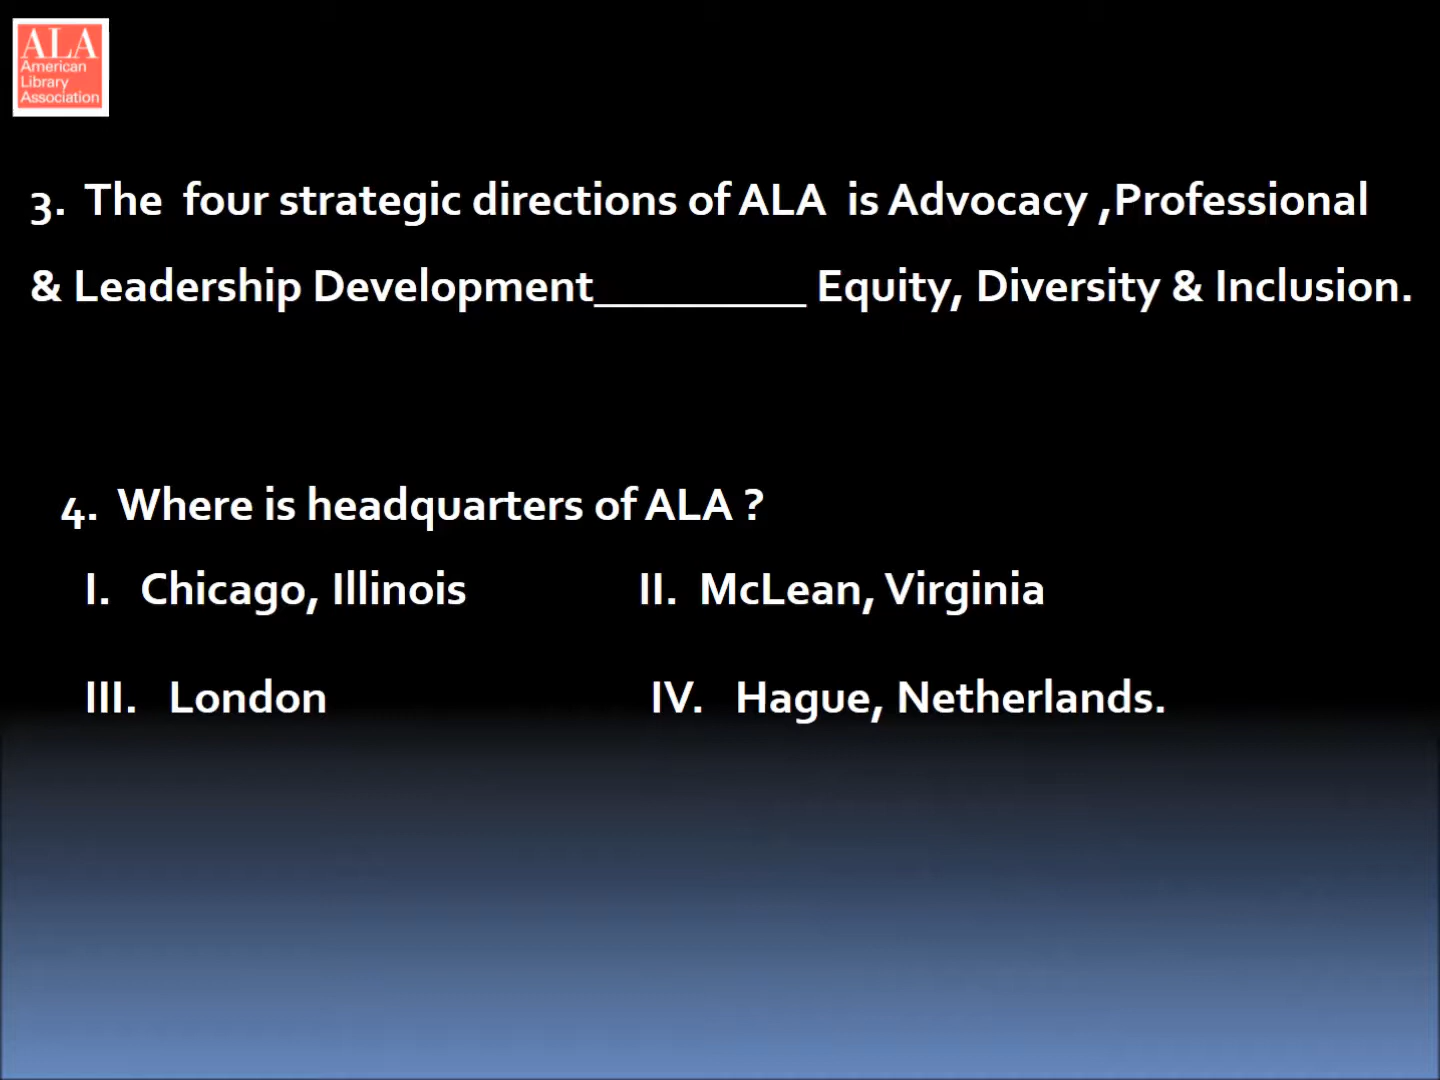 ALA
American
Library
Association
3. The four strategic directions of ALA is Advocacy ,Professional
& Leadership Development__________ Equity, Diversity & Inclusion.
4. Where is headquarters of ALA ?
I. Chicago, Illinois II. McLean, Virginia
III. London IV. Hague, Netherlands.